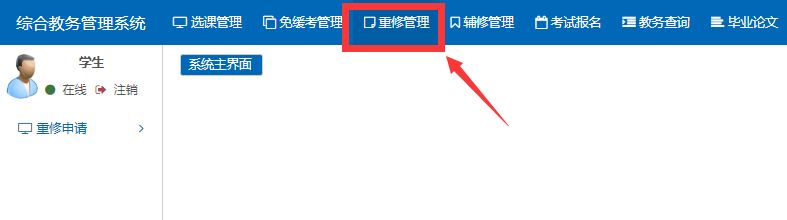 综合教务管理系统 选课管理 免缓考管理 重修管理 辅修管理 考试报名 教务查询 毕业论文
学生
系统主界面
在线 注销
重修申请